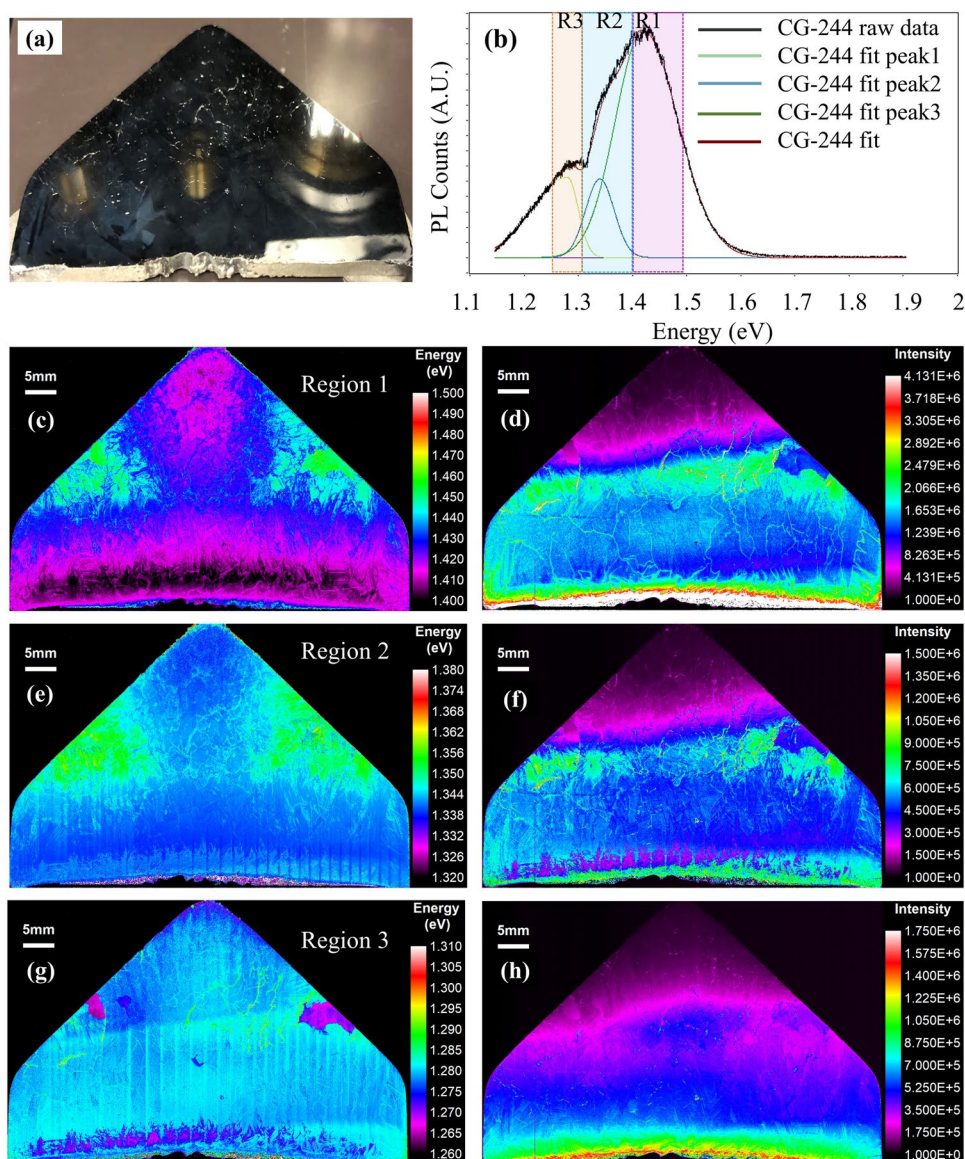 (a)
(b)
R3 R2 R1
CG-244 raw data
CG-244 fit peak1
CG-244 fit peak2
CG-244 fit peak3
CG-244 fit
PL Counts (A.U.)
1.1 1.2 1.3 1.4 1.5 1.6 1.7 1.8 1.9 2
Energy (eV)
5mm
(c)
Region 1
Energy
(eV)
1.500
1.490
1.480
1.470
1.460
1.450
1.440
1.430
1.420
1.410
1.400
5mm
(d)
Intensity
4.131E+6
3.718E+6
3.305E+6
2.892E+6
2.479E+6
2.066E+6
1.653E+6
1.239E+6
8.263E+5
4.131E+5
1.000E+0
5mm
(e)
Region 2
Energy
(eV)
1.380
1.374
1.368
1.362
1.356
1.350
1.344
1.338
1.332
1.326
1.320
5mm
(f)
Intensity
1.500E+6
1.350E+6
1.200E+6
1.050E+6
9.000E+5
7.500E+5
6.000E+5
4.500E+5
3.000E+5
1.500E+5
1.000E+0
5mm
(g)
Region 3
Energy
(eV)
1.310
1.305
1.300
1.295
1.290
1.285
1.280
1.275
1.270
1.265
1.260
5mm
(h)
Intensity
1.750E+6
1.575E+6
1.400E+6
1.225E+6
1.050E+6
8.750E+5
7.000E+5
5.250E+5
3.500E+5
1.750E+5
1.000E+0